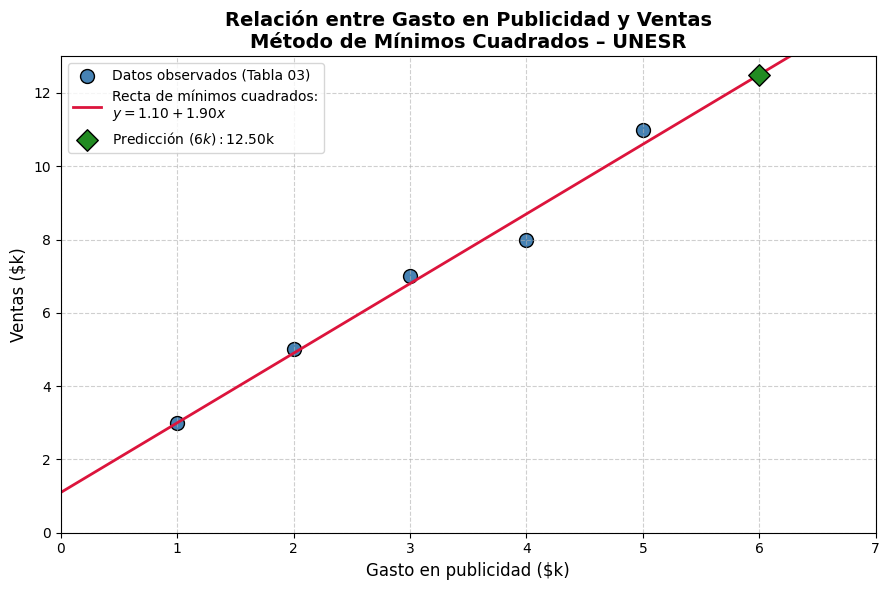 Relación entre Gasto en Publicidad y Ventas
Método de Mínimos Cuadrados – UNESR
Datos observados (Tabla 03)
Recta de mínimos cuadrados:
y = 1.10 + 1.90x
Predicción (6k) : 12.50k
Ventas ($k)
12
10
8
6
4
2
0
0 1 2 3 4 5 6 7
Gasto en publicidad ($k)